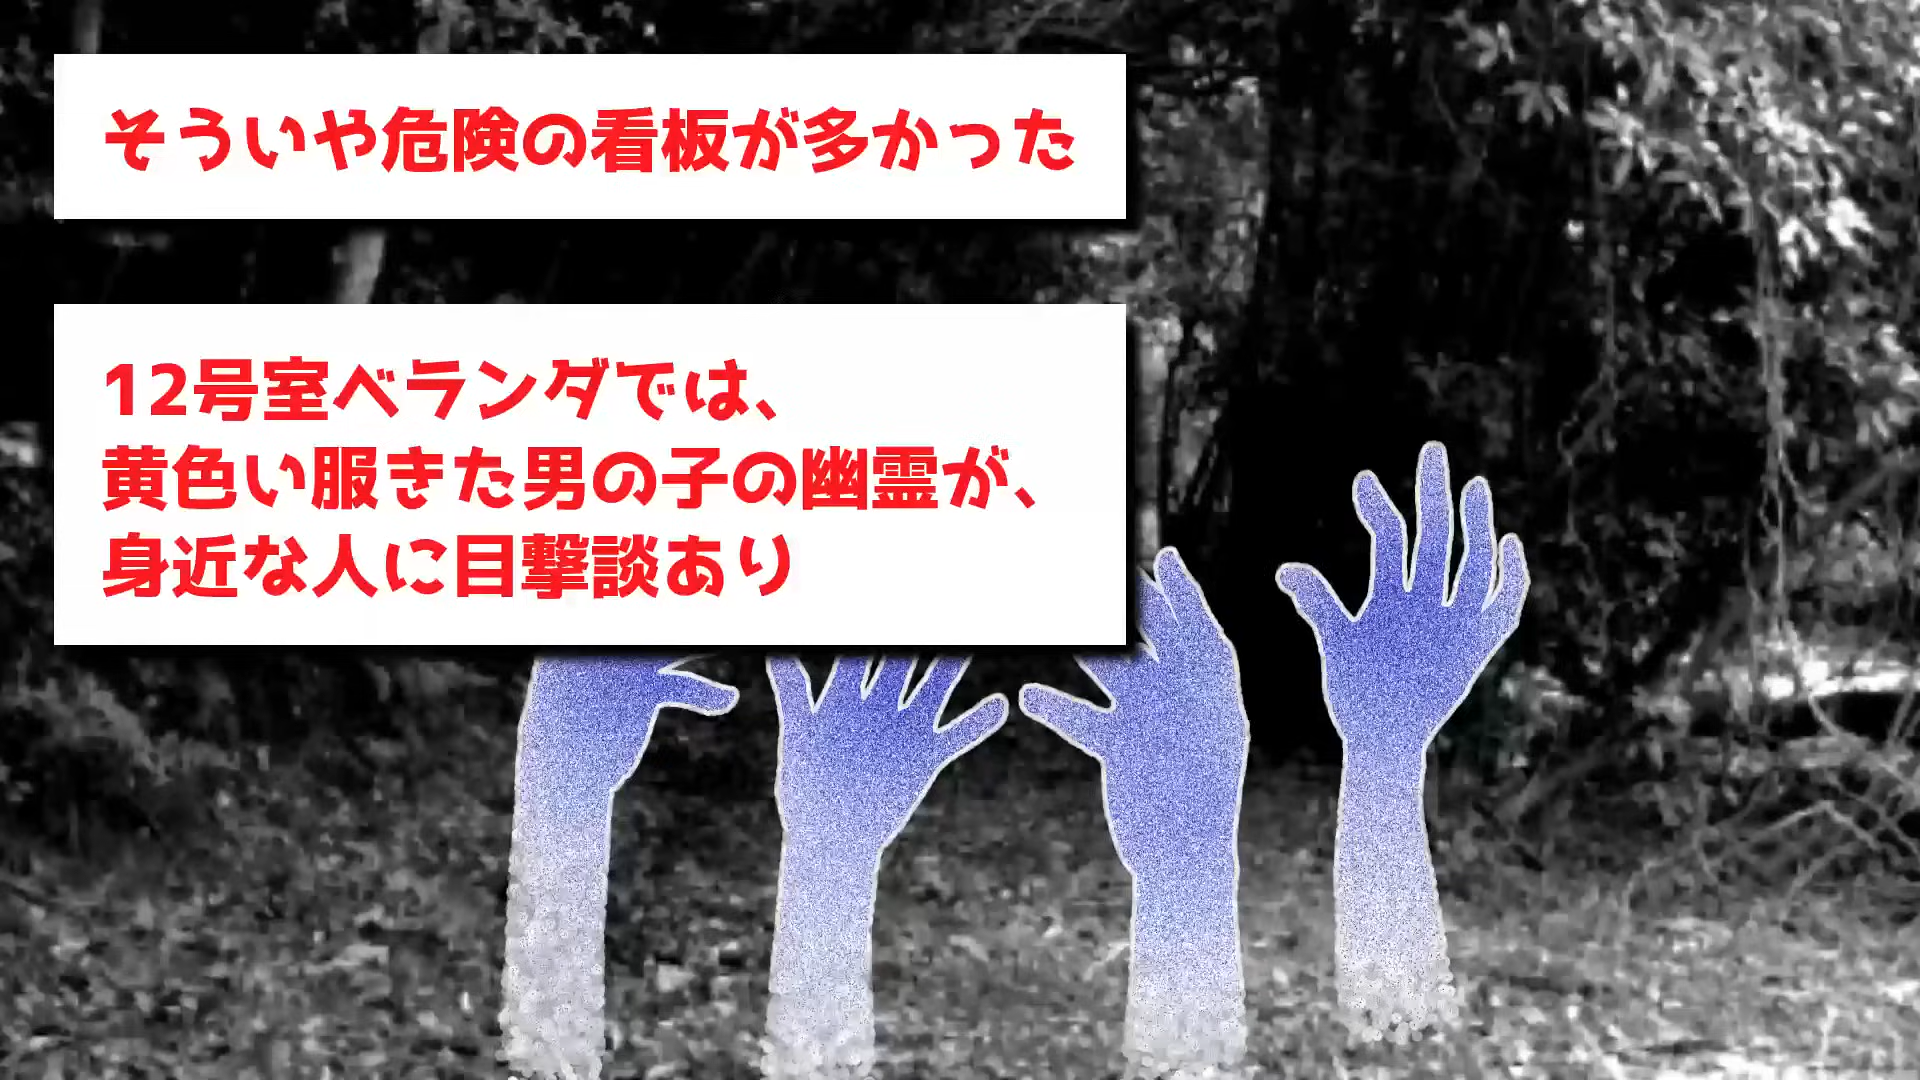 そういや危険の看板が多かった
12号室ベランダでは、
黄色い服きた男の子の幽霊が、
身近な人に目撃談あり